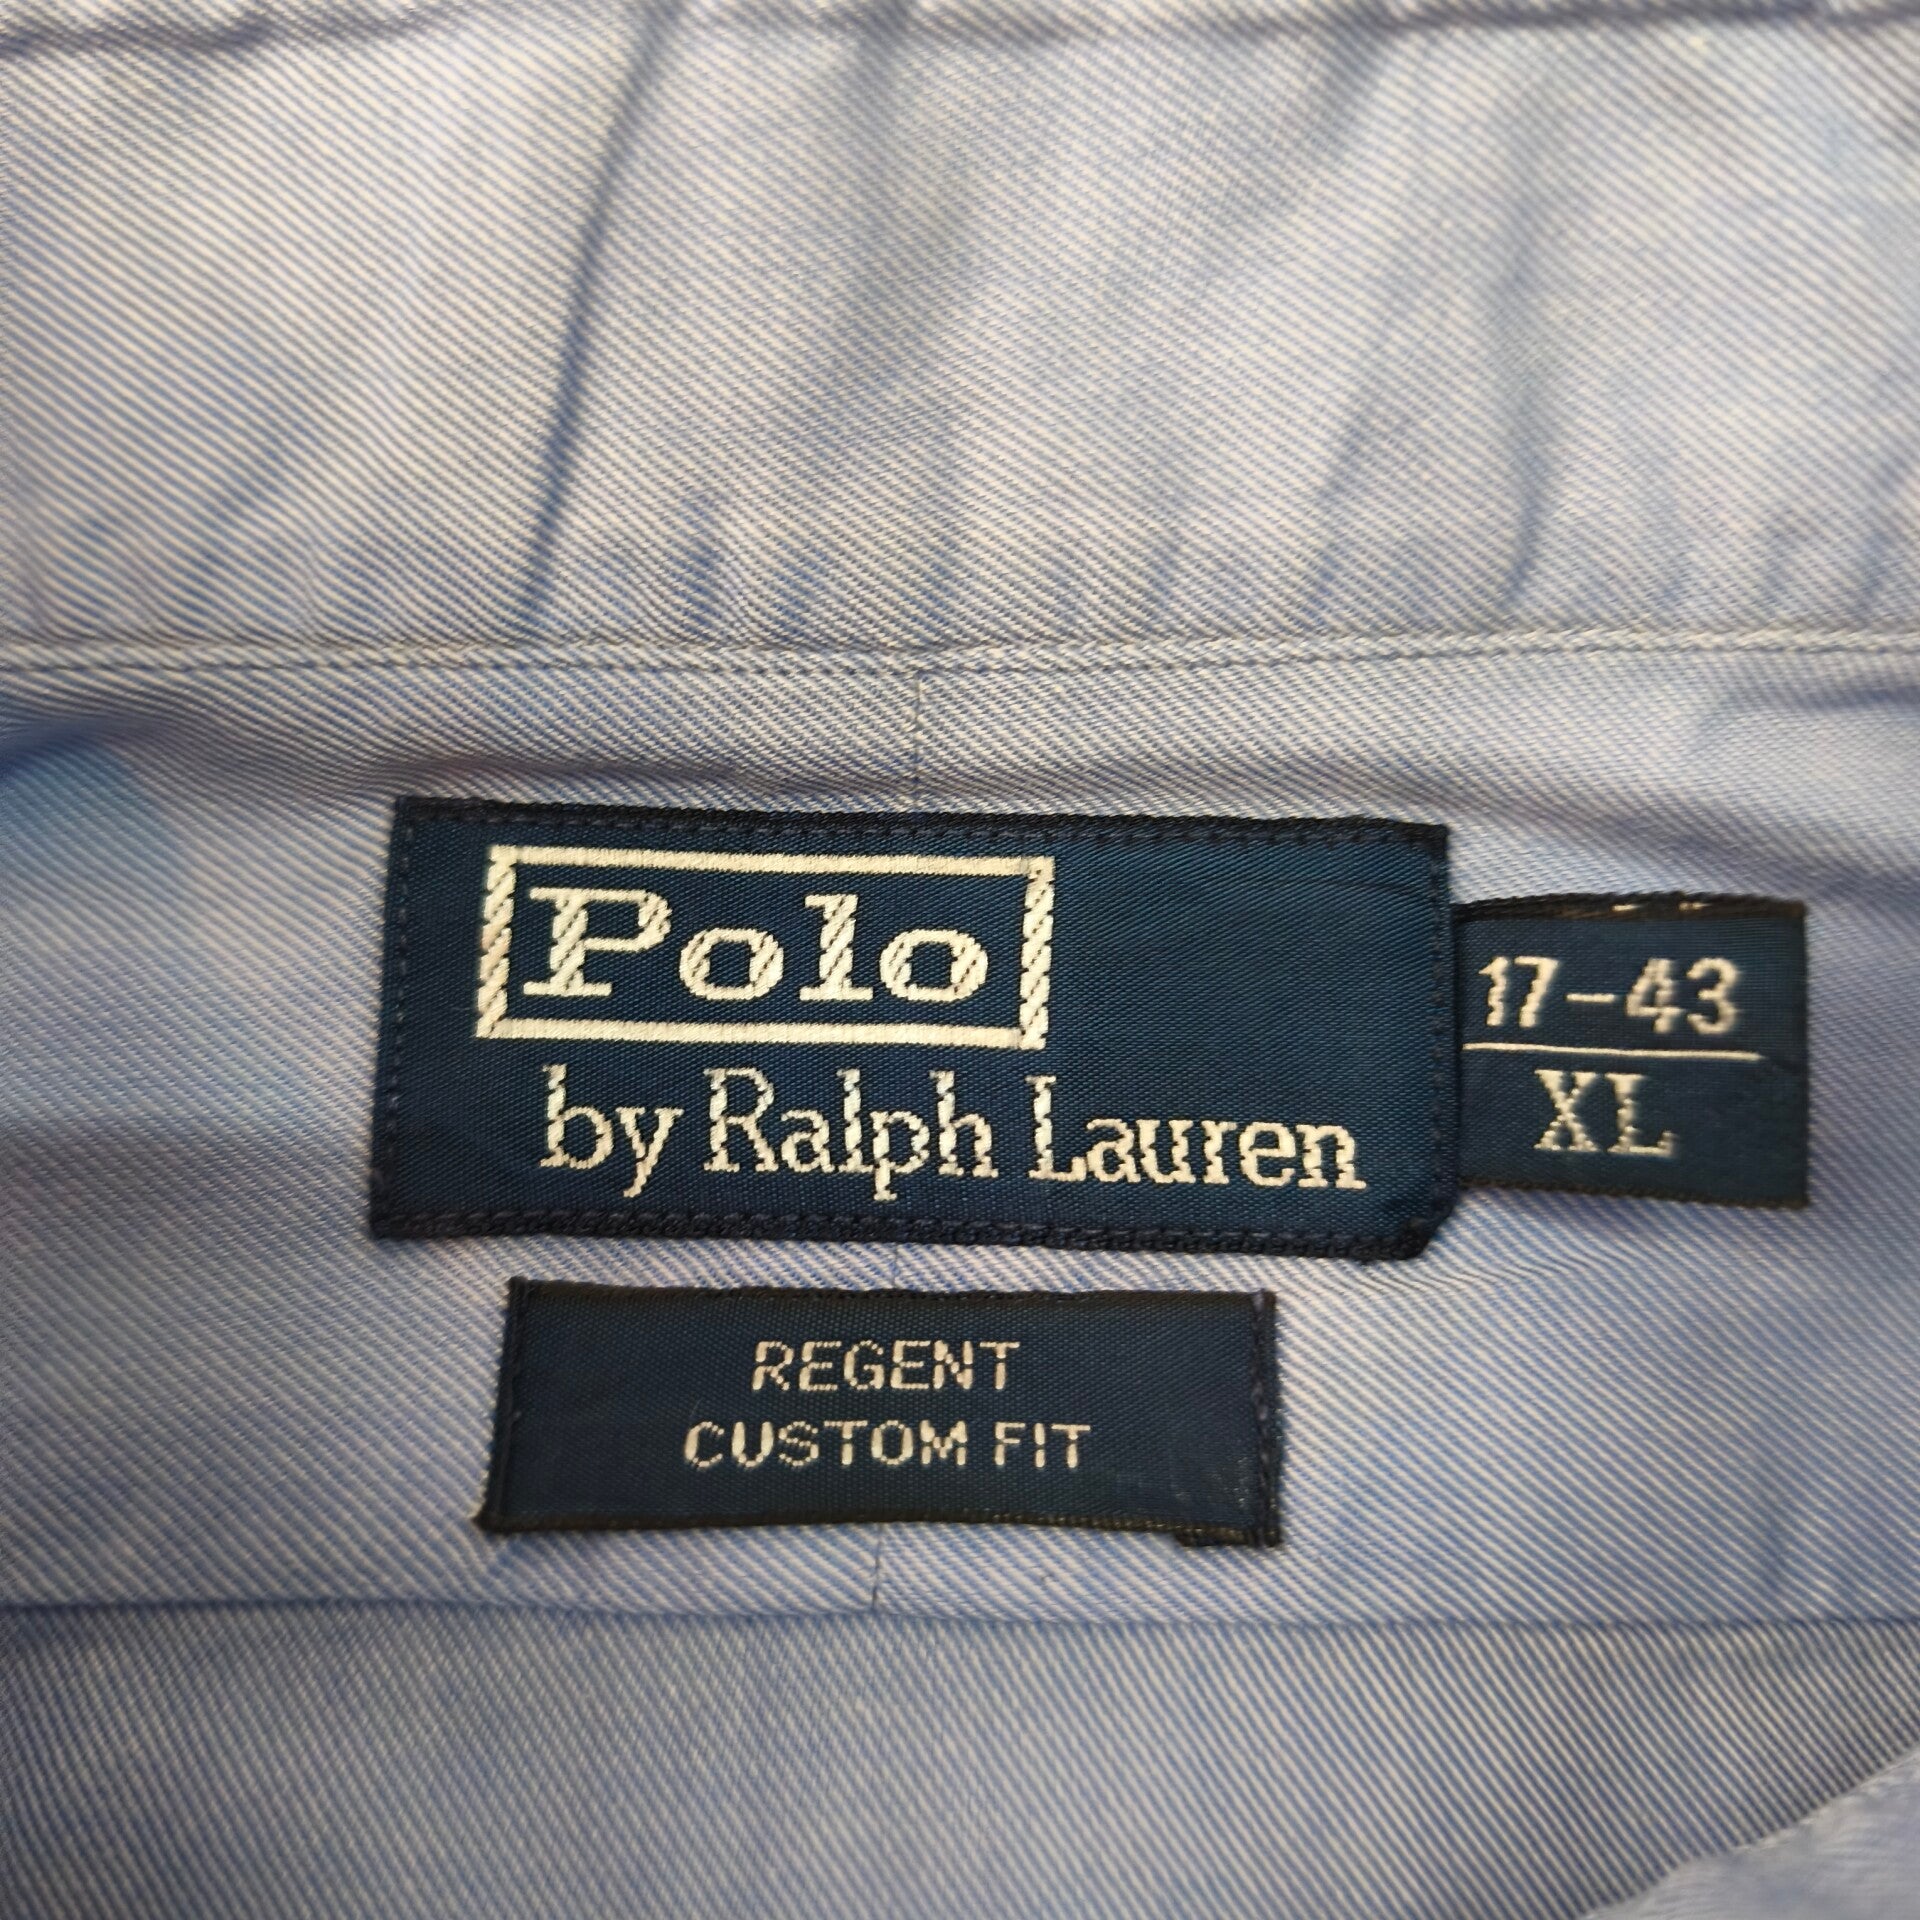 Polo
by Ralph Lauren
17-43
XL
REGENT
CUSTOM FIT